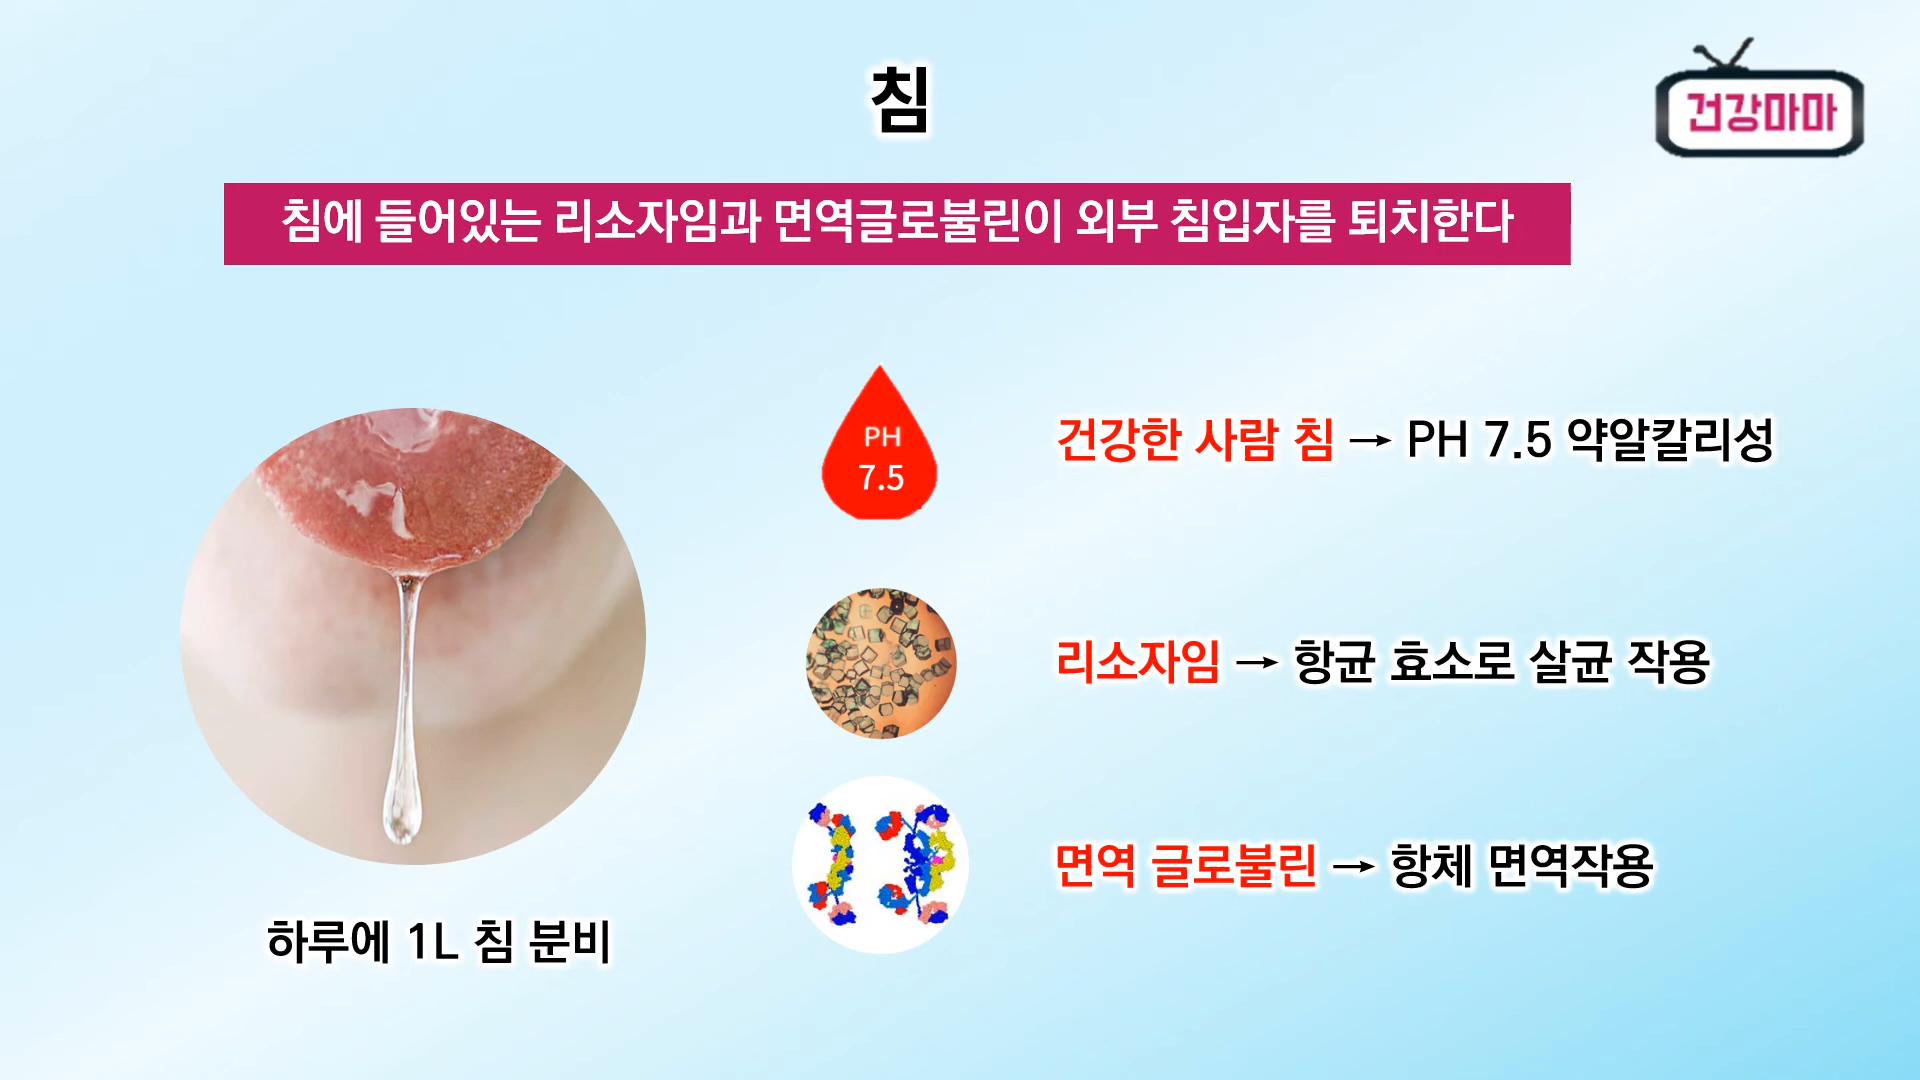 침
건강마마
침에 들어있는 리소자임과 면역글로불린이 외부 침입자를 퇴치한다
PH
7.5
건강한 사람 침 → PH 7.5 약알칼리성
리소자임 → 항균 효소로 살균 작용
면역 글로불린 → 항체 면역작용
하루에 1L 침 분비